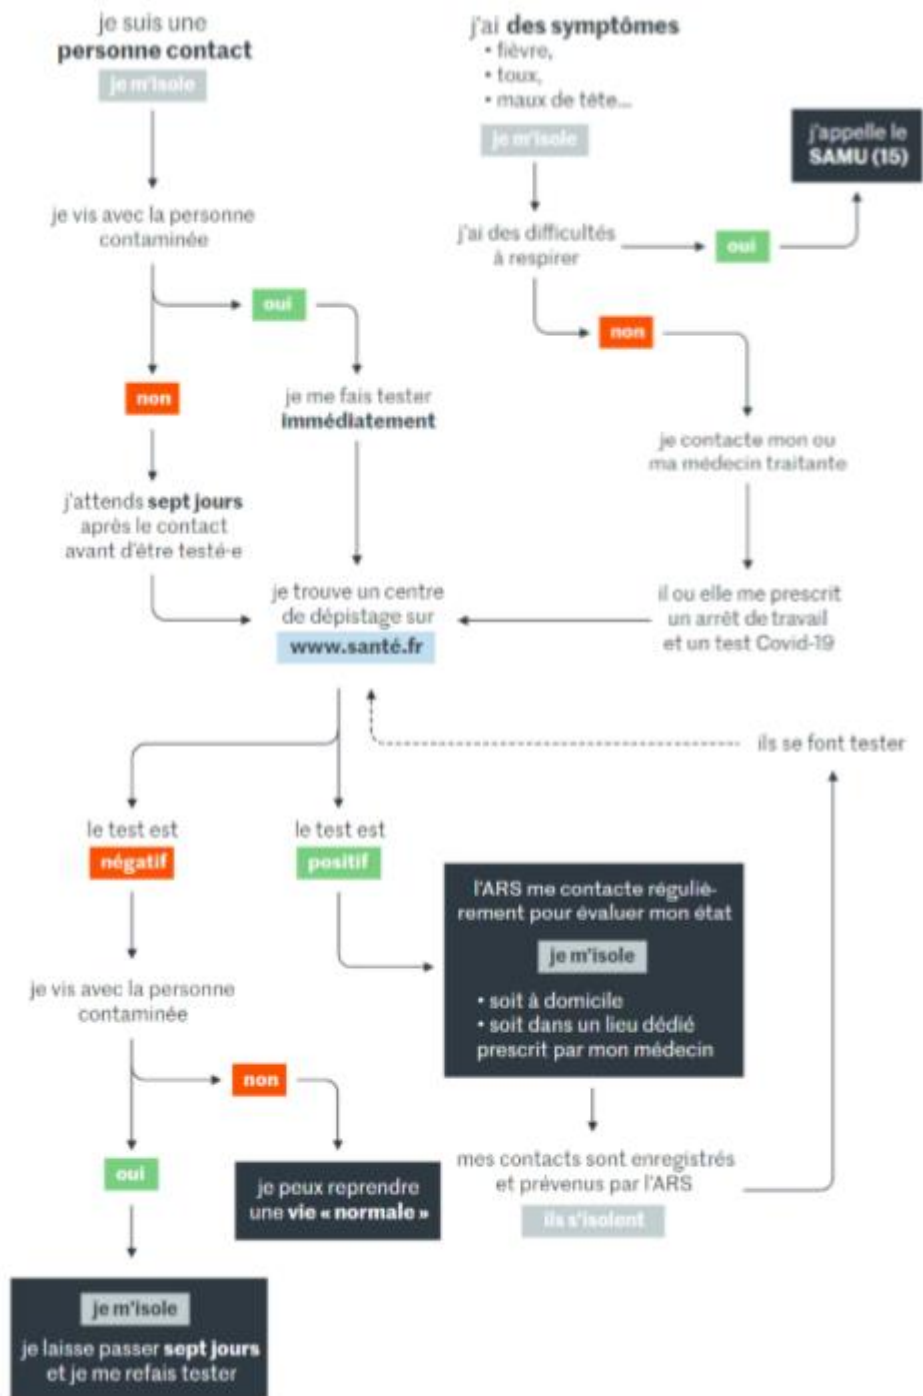 je suis une
personne contact
je m'isole
je vis avec la personne
contaminée
oui
non
je me fais tester
immédiatement
j'attends sept jours
après le contact
avant d'être testé·e
j'ai des symptômes
• fièvre,
• toux,
• maux de tête...
je m'isole
j'ai des difficultés
à respirer
oui
j'appelle le
SAMU (15)
non
je contacte mon ou
ma médecin traitante
il ou elle me prescrit
un arrêt de travail
et un test Covid-19
je trouve un centre
de dépistage sur
www.santé.fr
ils se font tester
le test est
négatif
le test est
positif
l'ARS me contacte réguliè-
rement pour évaluer mon état
je m'isole
• soit à domicile
• soit dans un lieu dédié
prescrit par mon médecin
je vis avec la personne
contaminée
non
oui
je peux reprendre
une vie « normale »
mes contacts sont enregistrés
et prévenus par l'ARS
ils s'isolent
je m'isole
je laisse passer sept jours
et je me refais tester